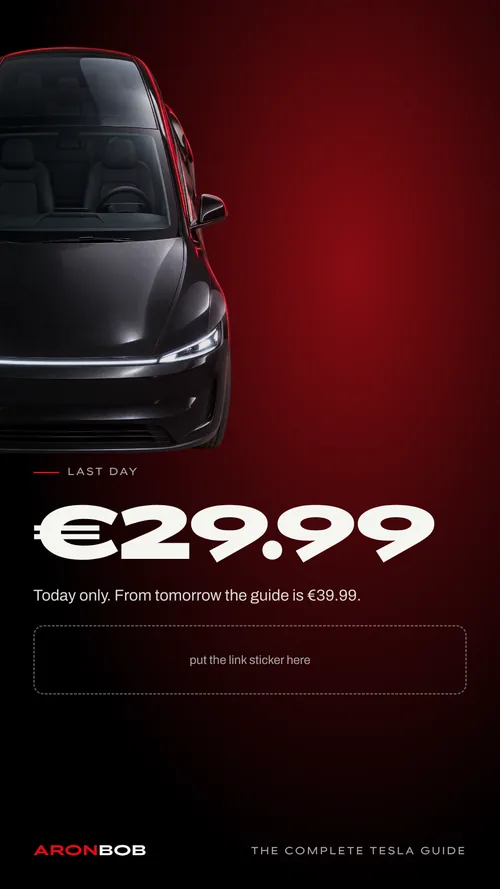 LAST DAY
€29.99
Today only. From tomorrow the guide is €39.99.
put the link sticker here
ARONBOB
THE COMPLETE TESLA GUIDE